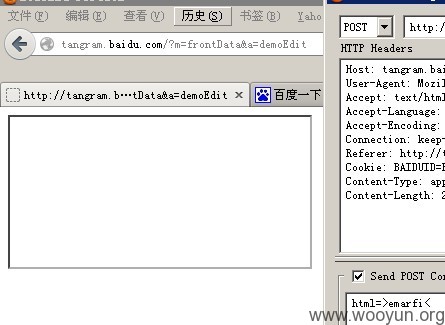 文件(F) 编辑(E) 查看(V) 历史(S) 书签(B) Yaho
tangram.baidu.com/?m=frontData&a=demoEdit
http://tangram.b…tData&a=demoEdit × 百度一下
POST http:/
HTTP Headers
Host: tangram.bai
User-Agent: Mozil
Accept: text/html
Accept-Language:
Accept-Encoding:
Connection: keep-
Referer: http://t
Cookie: BAIDUID=
Content-Type: app
Content-Length: 2
Send POST Con
html=>emarfi<
www.wooyun.org